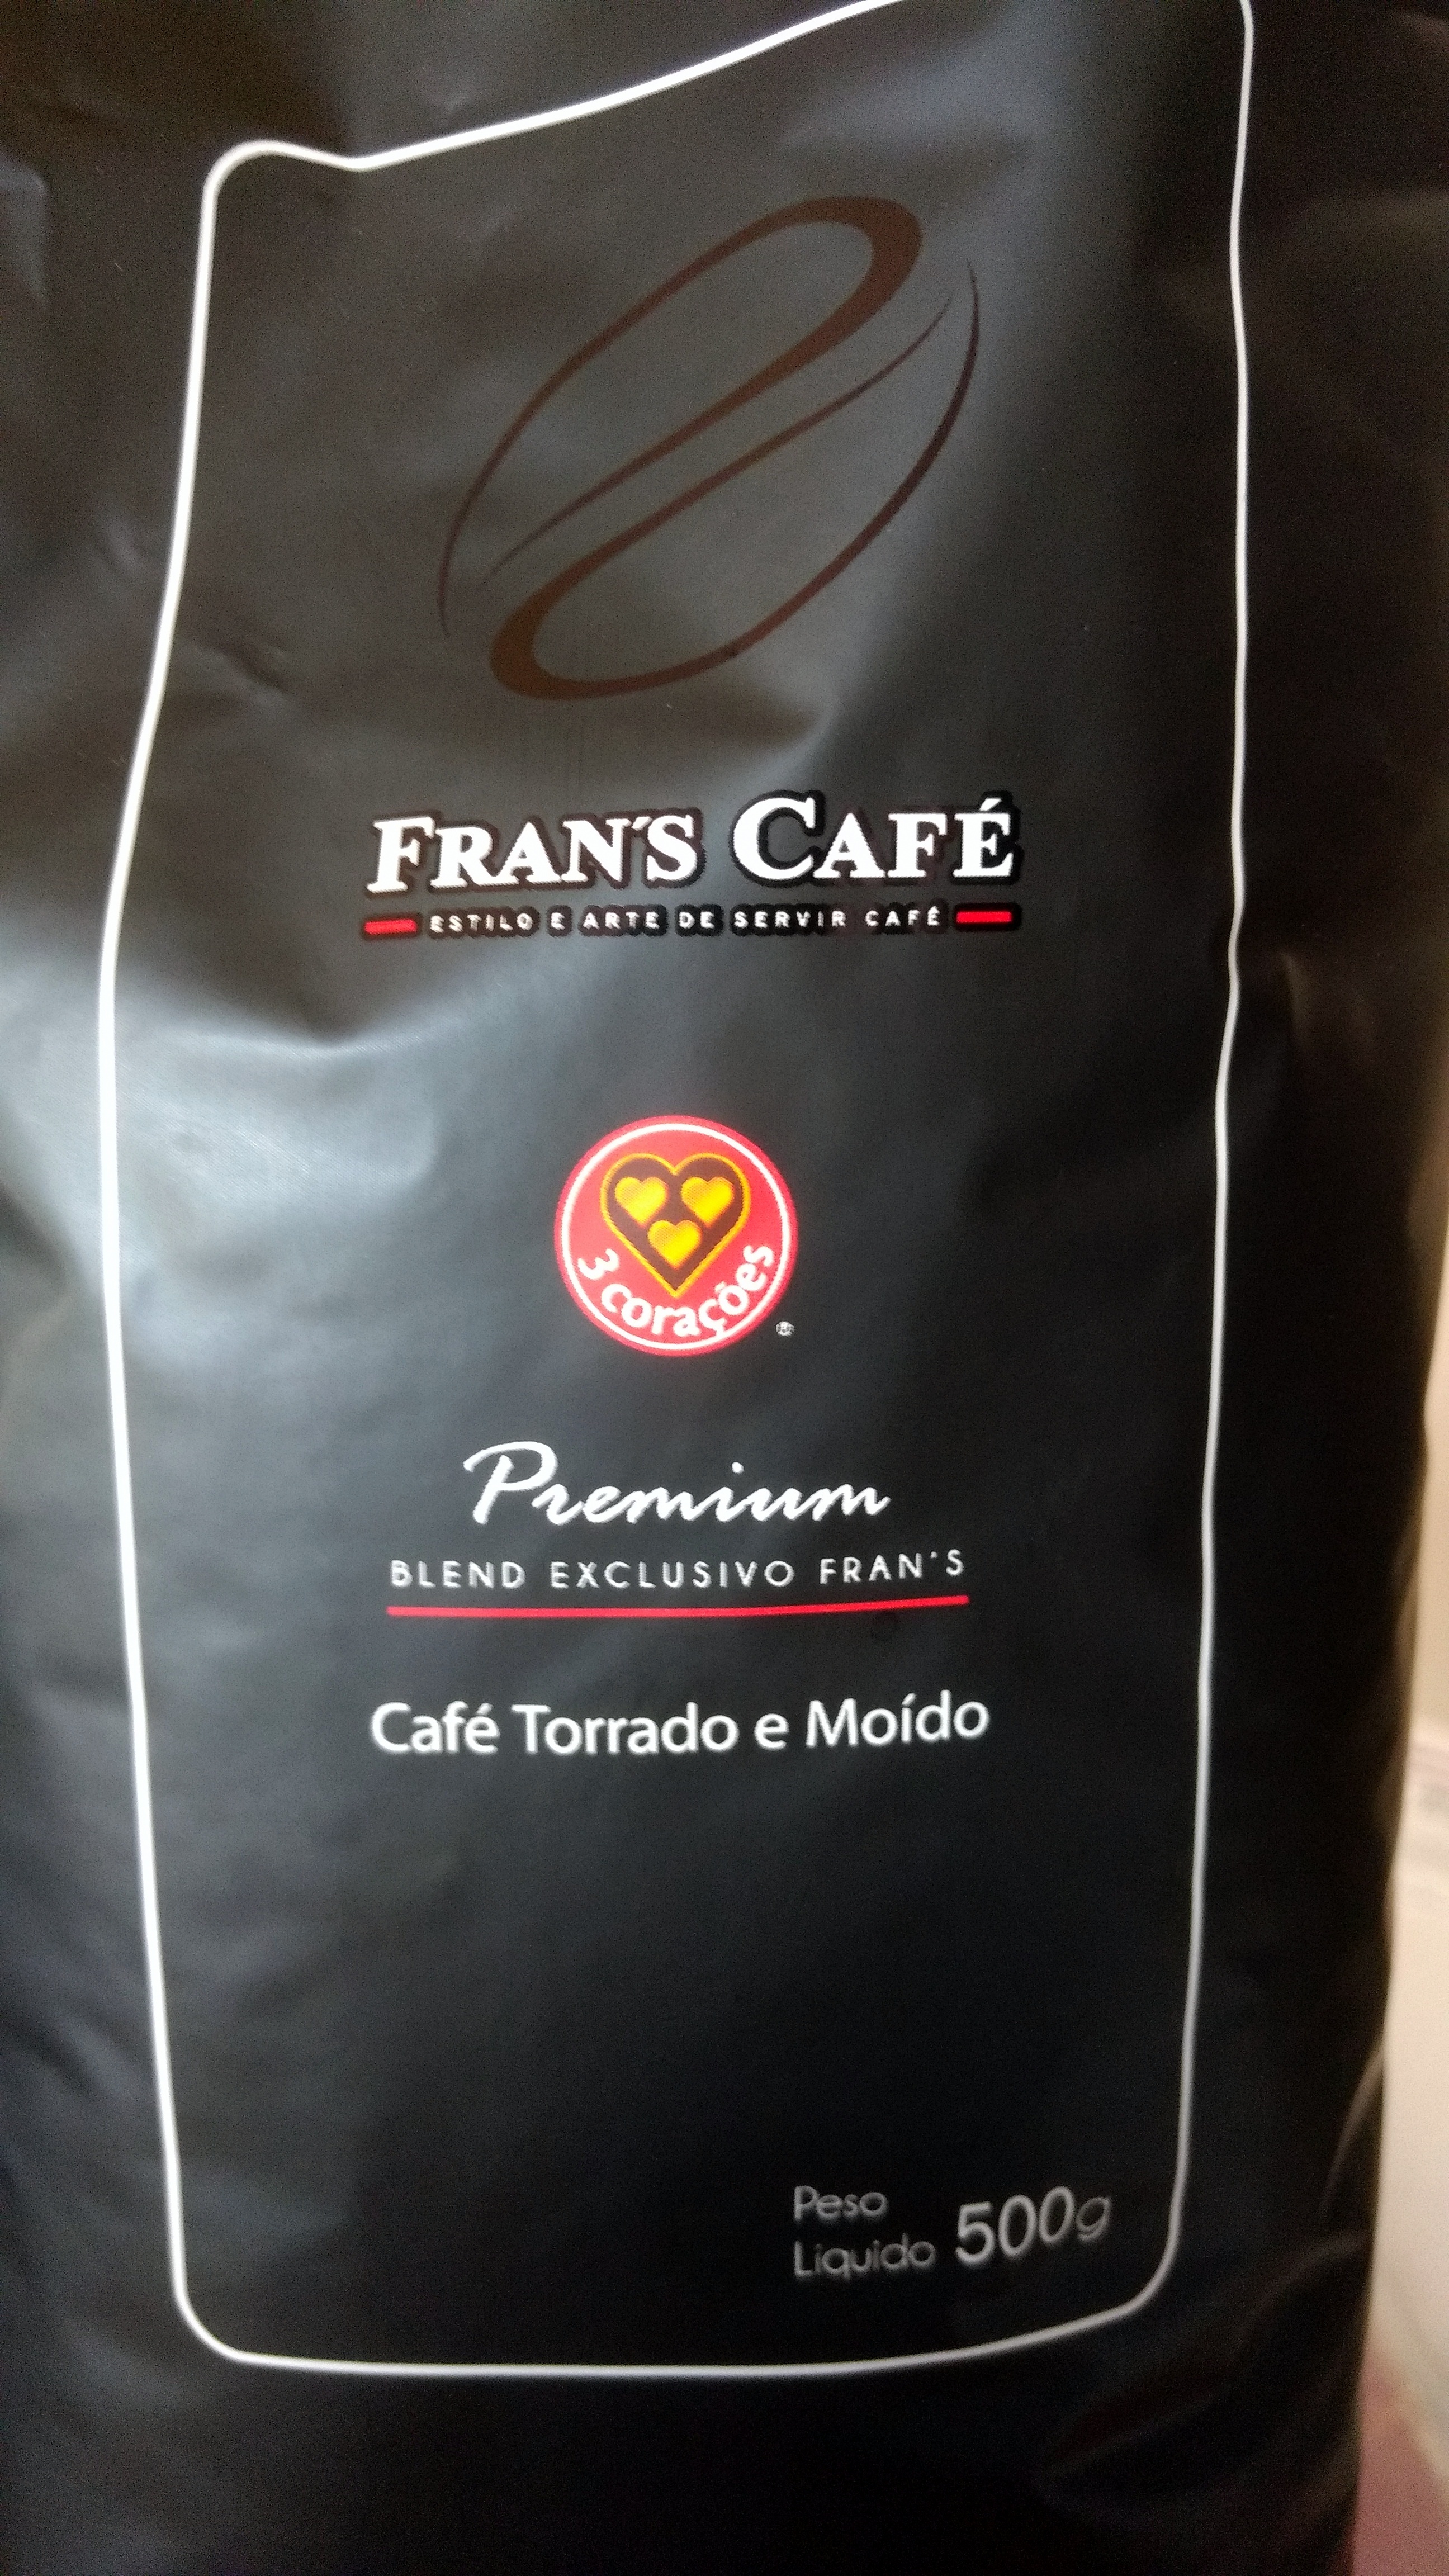 FRAN'S CAFÉ
ESTILO E ARTE DE SERVIR CAFÉ
3 corações
®
Premium
BLEND EXCLUSIVO FRAN'S
Café Torrado e Moído
Peso
Liquido 500g